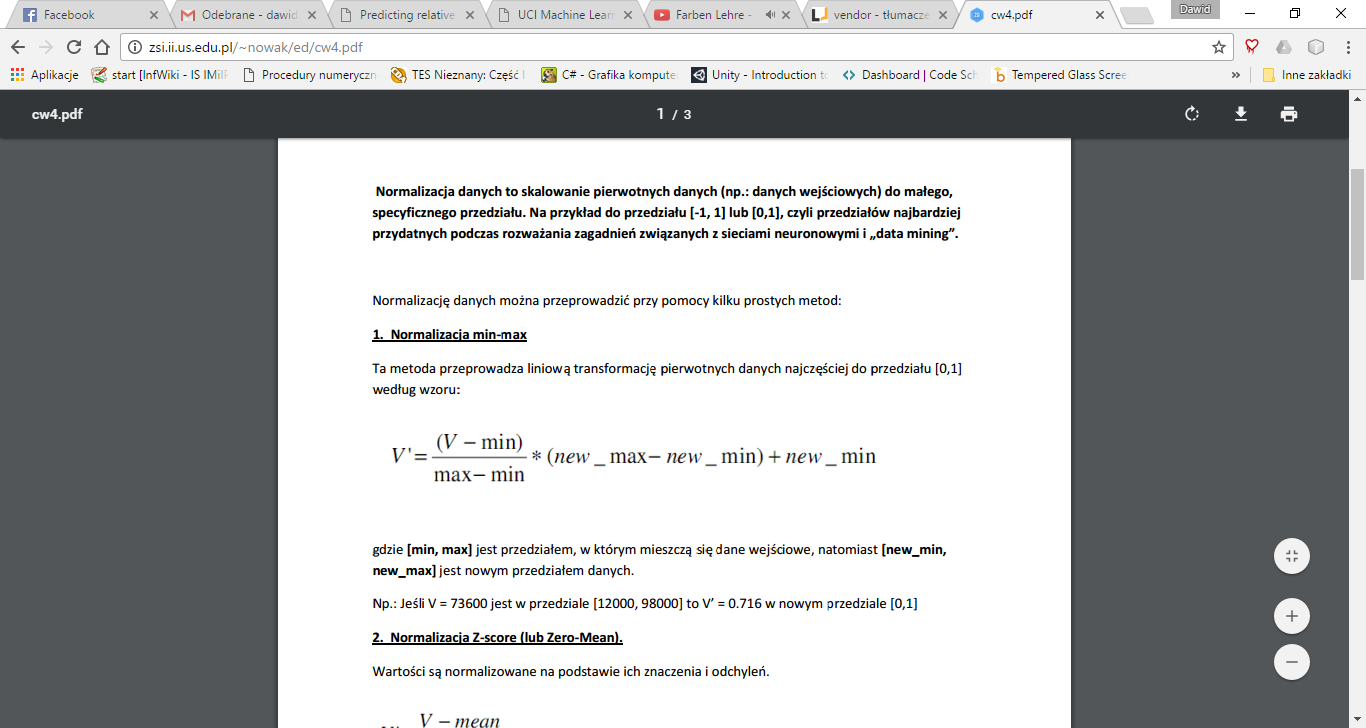 Facebook
Odebrane - dawid
Predicting relative
UCI Machine Lear
Farben Lehre -
vendor - tłumacze
cw4.pdf
Dawid
zsi.ii.us.edu.pl/~nowak/ed/cw4.pdf
Aplikacje
start [InfWiki - IS IMiIF
Procedury numeryczn
TES Nieznany: Część I
C# - Grafika kompute
Unity - Introduction to
Dashboard | Code Sch
Tempered Glass Scree
»
Inne zakładki
cw4.pdf
1 / 3
Normalizacja danych to skalowanie pierwotnych danych (np.: danych wejściowych) do małego,
specyficznego przedziału. Na przykład do przedziału [-1, 1] lub [0,1], czyli przedziałów najbardziej
przydatnych podczas rozważania zagadnień związanych z sieciami neuronowymi i „data mining”.
Normalizację danych można przeprowadzić przy pomocy kilku prostych metod:
1. Normalizacja min-max
Ta metoda przeprowadza liniową transformację pierwotnych danych najczęściej do przedziału [0,1]
według wzoru:
V' = (V − min) / (max − min) * (new_max − new_min) + new_min
gdzie [min, max] jest przedziałem, w którym mieszczą się dane wejściowe, natomiast [new_min,
new_max] jest nowym przedziałem danych.
Np.: Jeśli V = 73600 jest w przedziale [12000, 98000] to V’ = 0.716 w nowym przedziale [0,1]
2. Normalizacja Z-score (lub Zero-Mean).
Wartości są normalizowane na podstawie ich znaczenia i odchyleń.
V − mean